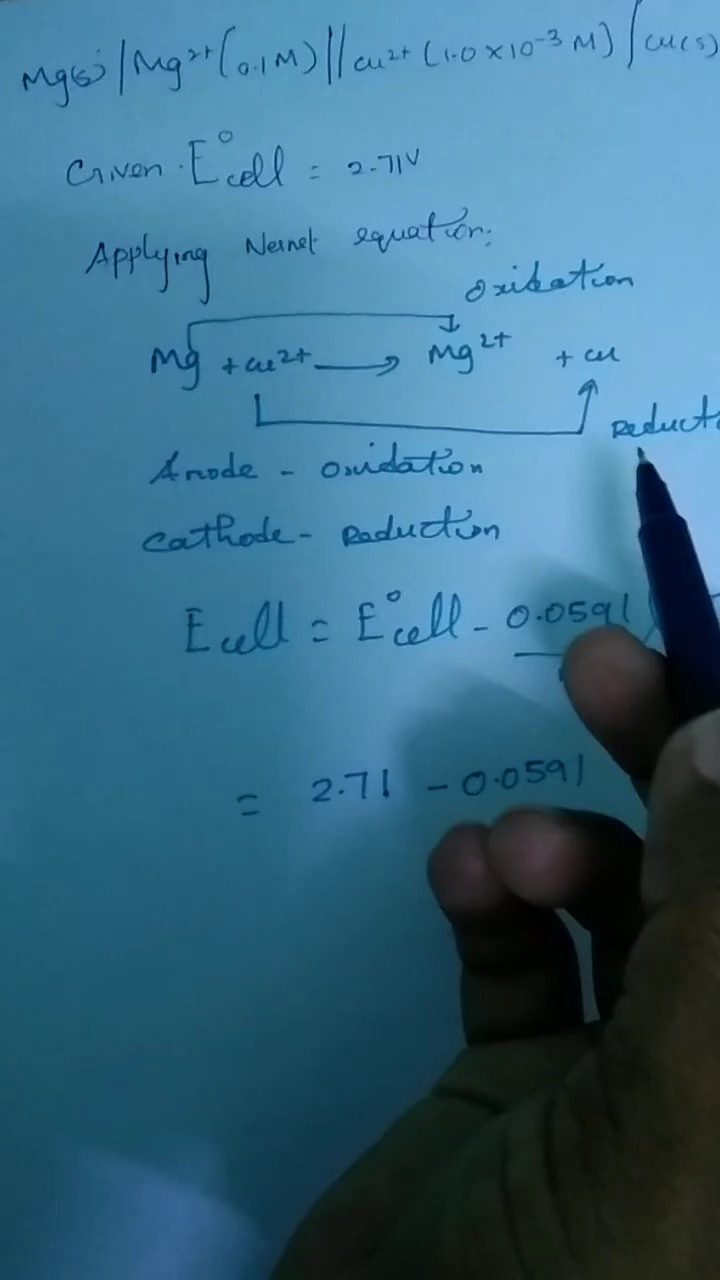 Mg(s) | Mg²⁺ (0.1M) || Cu²⁺ (1.0 × 10⁻³ M) | Cu(s)
Given. E°cell = 2.71V
Applying Nernst equation:
Oxidation
Mg + Cu²⁺ → Mg²⁺ + Cu
Reduct
Anode - Oxidation
Cathode - Reduction
Ecell = E°cell - 0.0591
= 2.71 - 0.0591